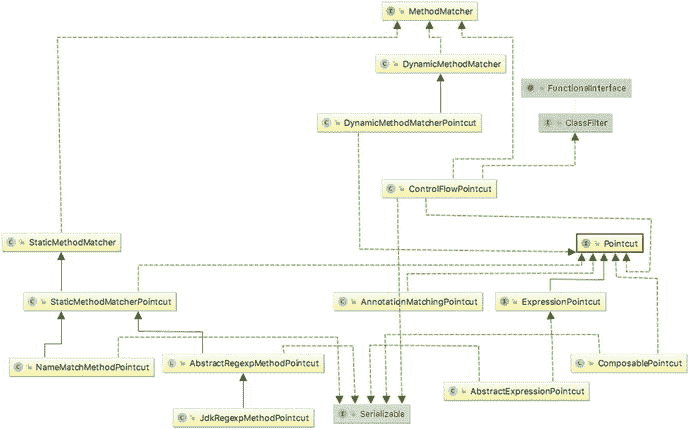 MethodMatcher
DynamicMethodMatcher
FunctionalInterface
DynamicMethodMatcherPointcut
ClassFilter
ControlFlowPointcut
StaticMethodMatcher
Pointcut
StaticMethodMatcherPointcut
AnnotationMatchingPointcut
ExpressionPointcut
NameMatchMethodPointcut
AbstractRegexpMethodPointcut
ComposablePointcut
AbstractExpressionPointcut
JdkRegexpMethodPointcut
Serializable